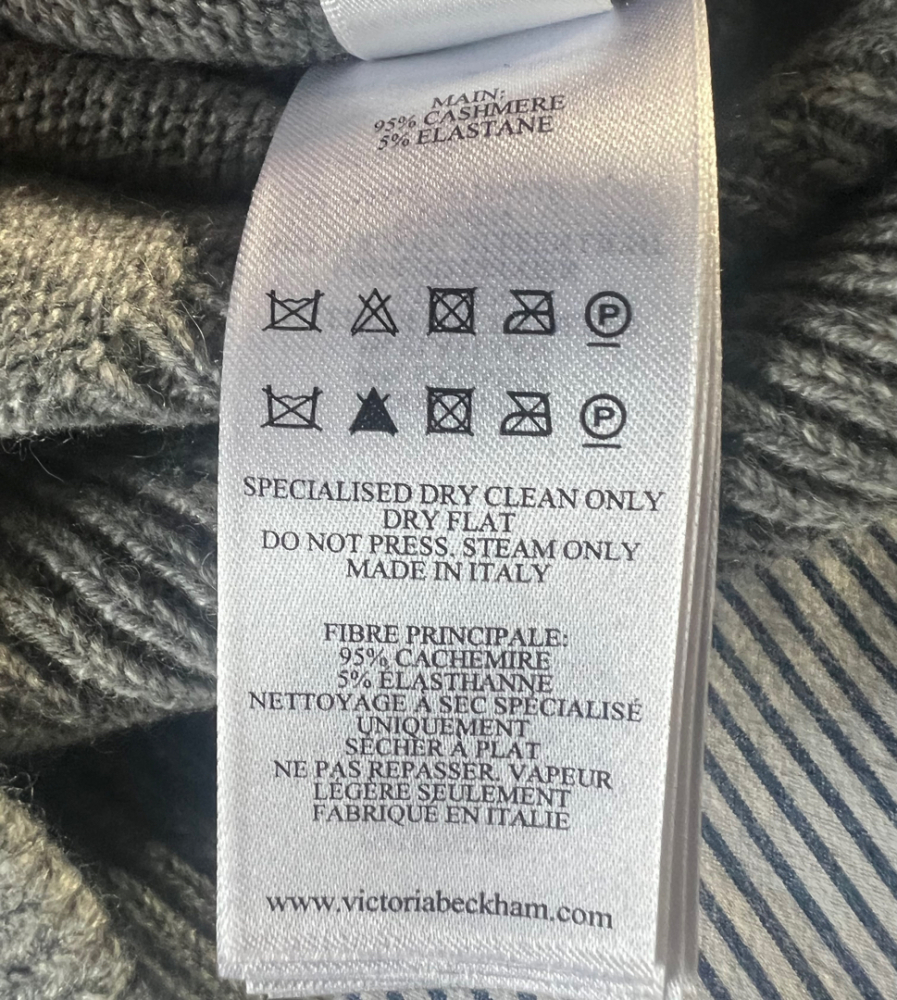 MAIN:
95% CASHMERE
5% ELASTANE
P
P
SPECIALISED DRY CLEAN ONLY
DRY FLAT
DO NOT PRESS. STEAM ONLY
MADE IN ITALY
FIBRE PRINCIPALE:
95% CACHEMIRE
5% ÉLASTHANNE
NETTOYAGE À SEC SPÉCIALISÉ
UNIQUEMENT
SÉCHER À PLAT
NE PAS REPASSER. VAPEUR
LÉGÈRE SEULEMENT
FABRIQUÉ EN ITALIE
www.victoriabeckham.com